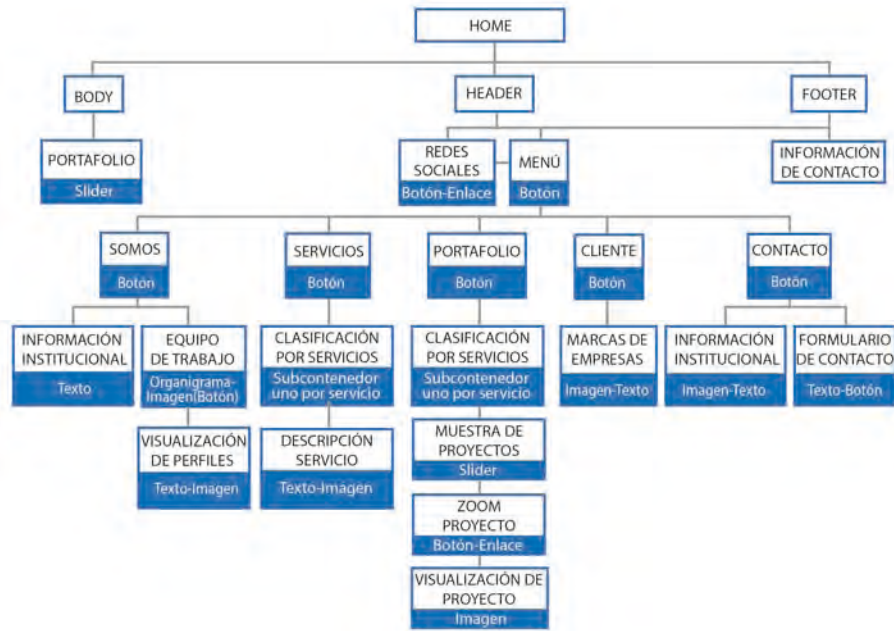 HOME
BODY
HEADER
FOOTER
PORTAFOLIO
Slider
REDES
SOCIALES
Botón-Enlace
MENÚ
Botón
INFORMACIÓN
DE CONTACTO
SOMOS
Botón
SERVICIOS
Botón
PORTAFOLIO
Botón
CLIENTE
Botón
CONTACTO
Botón
INFORMACIÓN
INSTITUCIONAL
Texto
EQUIPO
DE TRABAJO
Organigrama-
Imagen(Botón)
CLASIFICACIÓN
POR SERVICIOS
Subcontenedor
uno por servicio
CLASIFICACIÓN
POR SERVICIOS
Subcontenedor
uno por servicio
MARCAS DE
EMPRESAS
Imagen-Texto
INFORMACIÓN
INSTITUCIONAL
Imagen-Texto
FORMULARIO
DE CONTACTO
Texto-Botón
VISUALIZACIÓN
DE PERFILES
Texto-Imagen
DESCRIPCIÓN
SERVICIO
Texto-Imagen
MUESTRA DE
PROYECTOS
Slider
ZOOM
PROYECTO
Botón-Enlace
VISUALIZACIÓN DE
PROYECTO
Imagen